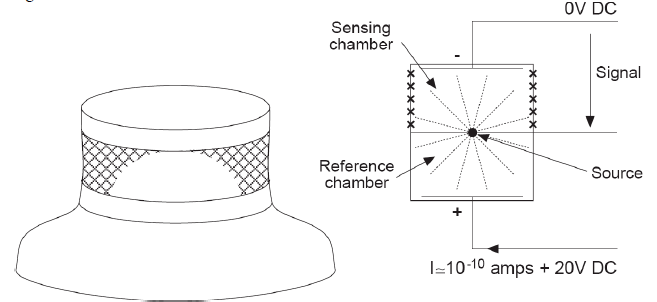 0V DC
Sensing
chamber
-
Signal
Reference
chamber
Source
+
I≃10⁻¹⁰ amps + 20V DC